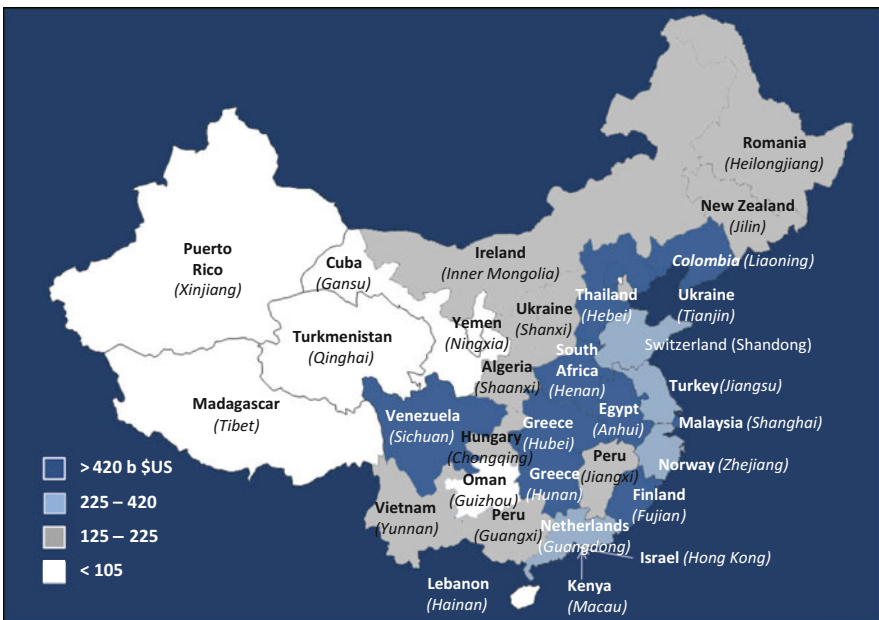 Romania
(Heilongjiang)
New Zealand
(Jilin)
Puerto
Rico
(Xinjiang)
Cuba
(Gansu)
Ireland
(Inner Mongolia)
Colombia (Liaoning)
Thailand
(Hebei)
Ukraine
(Tianjin)
Ukraine
(Shanxi)
Yemen
(Ningxia)
Turkmenistan
(Qinghai)
Switzerland (Shandong)
South
Africa
(Henan)
Algeria
(Shaanxi)
Turkey(Jiangsu)
Madagascar
(Tibet)
Venezuela
(Sichuan)
Egypt
(Anhui)
Malaysia (Shanghai)
Greece
(Hubei)
Hungary
(Chongqing)
Peru
(Jiangxi)
Norway (Zhejiang)
Oman
(Guizhou)
Greece
(Hunan)
Finland
(Fujian)
Vietnam
(Yunnan)
Peru
(Guangxi)
Netherlands
(Guangdong)
Israel (Hong Kong)
Lebanon
(Hainan)
Kenya
(Macau)
> 420 b $US
225 – 420
125 – 225
< 105